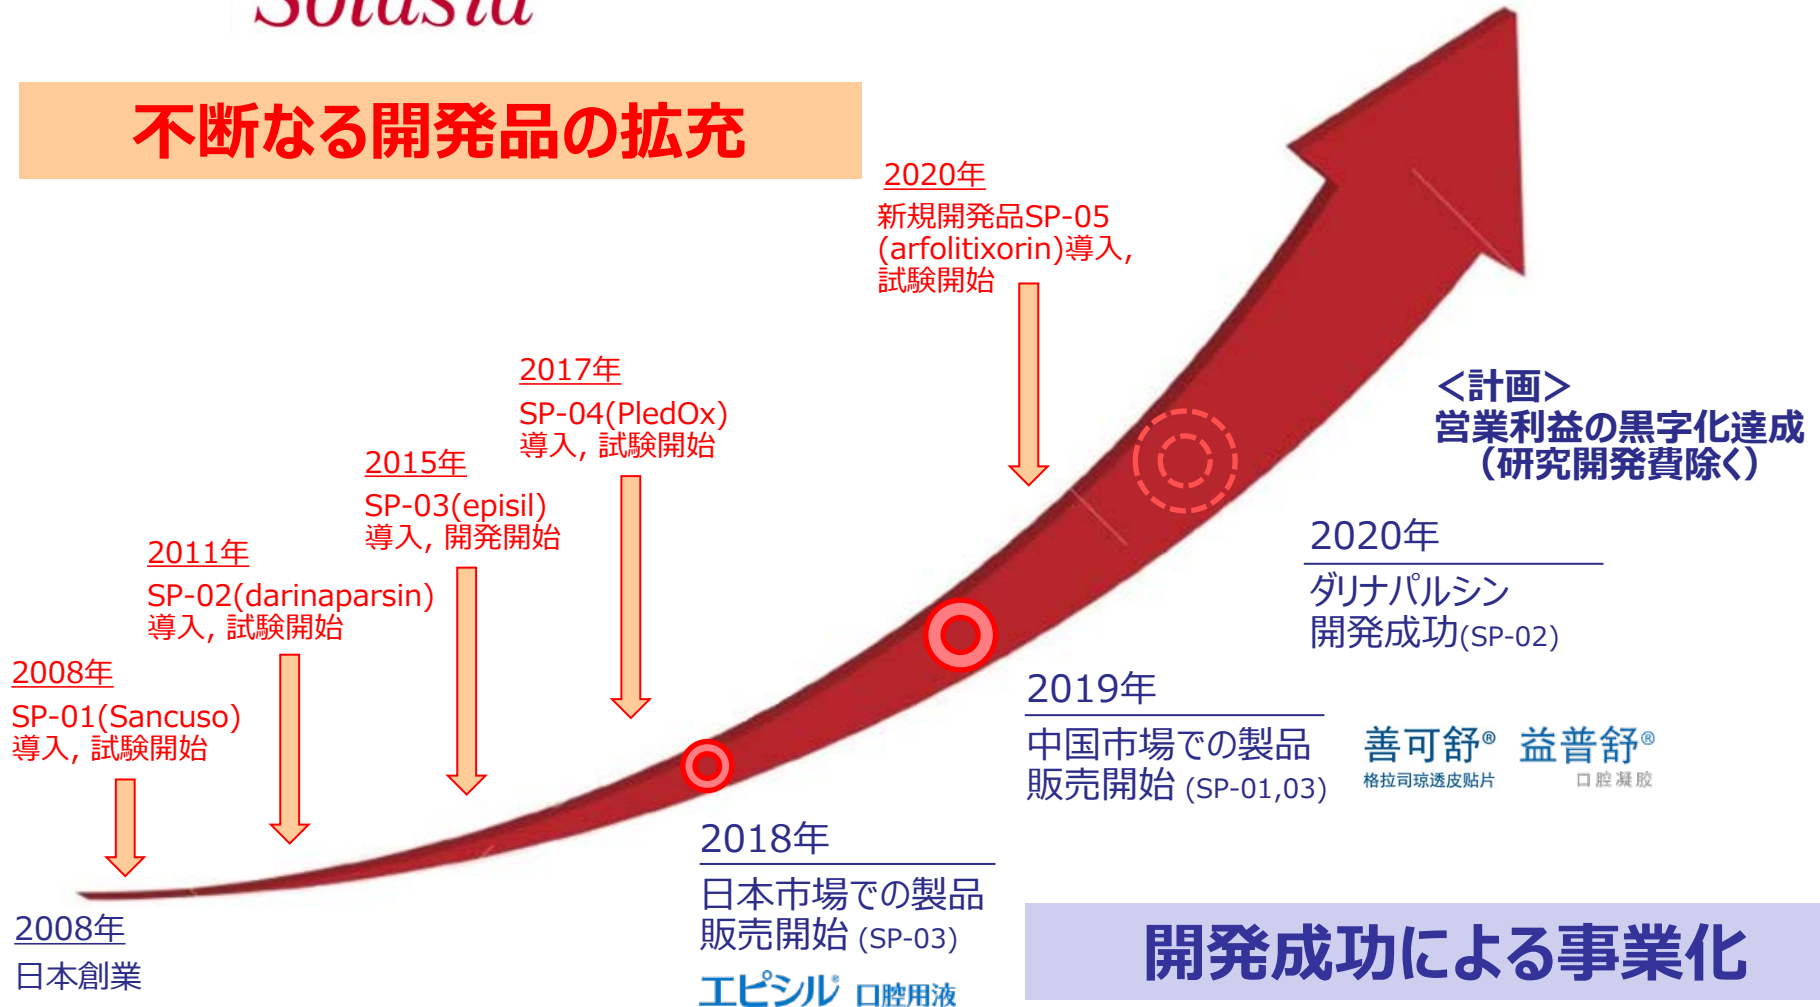 Solasia
不断なる開発品の拡充
2020年
新規開発品SP-05
(arfolitixorin)導入,
試験開始
2017年
SP-04(PledOx)
導入, 試験開始
2015年
SP-03(episil)
導入, 開発開始
2011年
SP-02(darinaparsin)
導入, 試験開始
2008年
SP-01(Sancuso)
導入, 試験開始
2008年
日本創業
2018年
日本市場での製品
販売開始 (SP-03)
エピシル® 口腔用液
2019年
中国市場での製品
販売開始 (SP-01,03)
善可舒®
格拉司琼透皮贴片
益普舒®
口腔凝胶
2020年
ダリナパルシン
開発成功(SP-02)
<計画>
営業利益の黒字化達成
(研究開発費除く)
開発成功による事業化